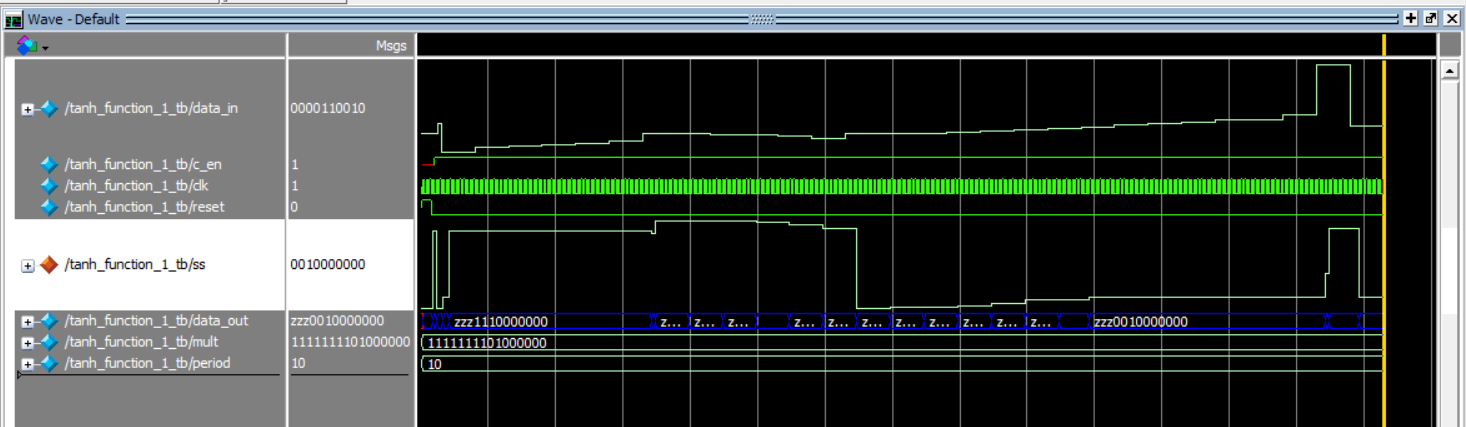 Wave - Default
Msgs
/tanh_function_1_tb/data_in 0000110010
/tanh_function_1_tb/c_en 1
/tanh_function_1_tb/clk 1
/tanh_function_1_tb/reset 0
/tanh_function_1_tb/ss 0010000000
/tanh_function_1_tb/data_out zzz0010000000 zzz1110000000 z... z... z... z... z... z... z... z... z... z... z... zzz0010000000
/tanh_function_1_tb/mult 1111111101000000 1111111101000000
/tanh_function_1_tb/period 10 10